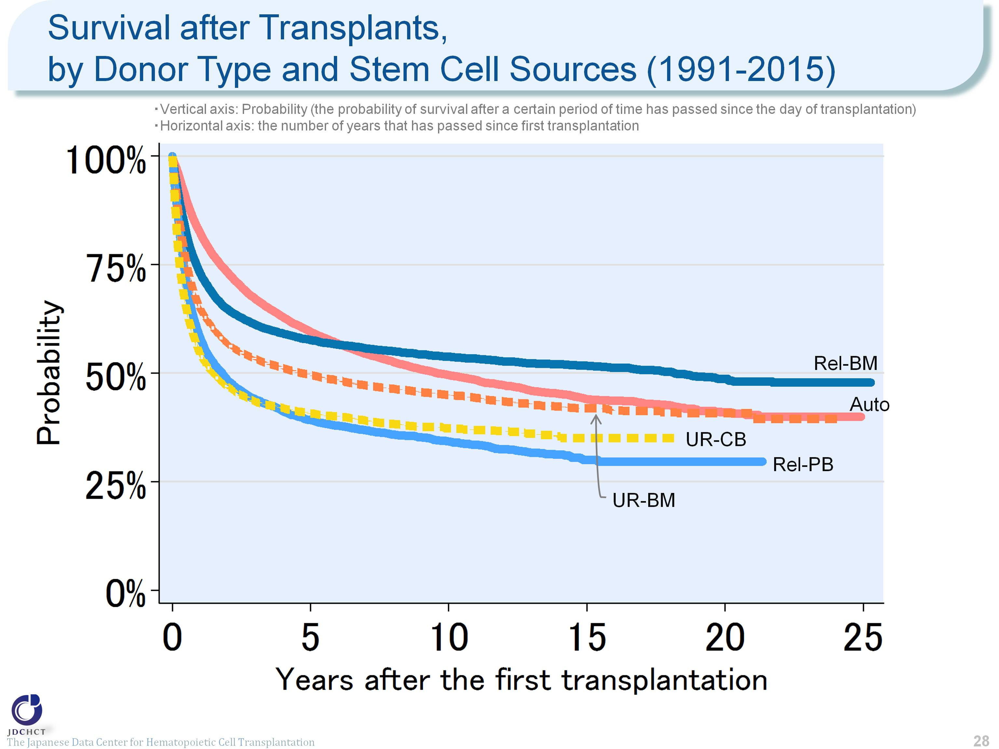 Survival after Transplants,
by Donor Type and Stem Cell Sources (1991-2015)
・Vertical axis: Probability (the probability of survival after a certain period of time has passed since the day of transplantation)
・Horizontal axis: the number of years that has passed since first transplantation
Probability
100%
75%
50%
25%
0%
Rel-BM
Auto
UR-CB
Rel-PB
UR-BM
0 5 10 15 20 25
Years after the first transplantation
JDCHCT
The Japanese Data Center for Hematopoietic Cell Transplantation
28